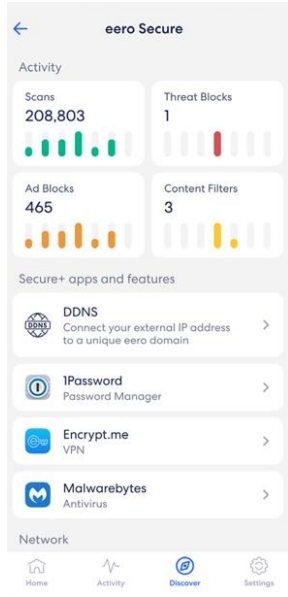 eero Secure
Activity
Scans
208,803
Threat Blocks
1
Ad Blocks
465
Content Filters
3
Secure+ apps and features
DDNS
DDNS
Connect your external IP address
to a unique eero domain
1Password
Password Manager
Encrypt.me
VPN
Malwarebytes
Antivirus
Network
Home
Activity
Discover
Settings